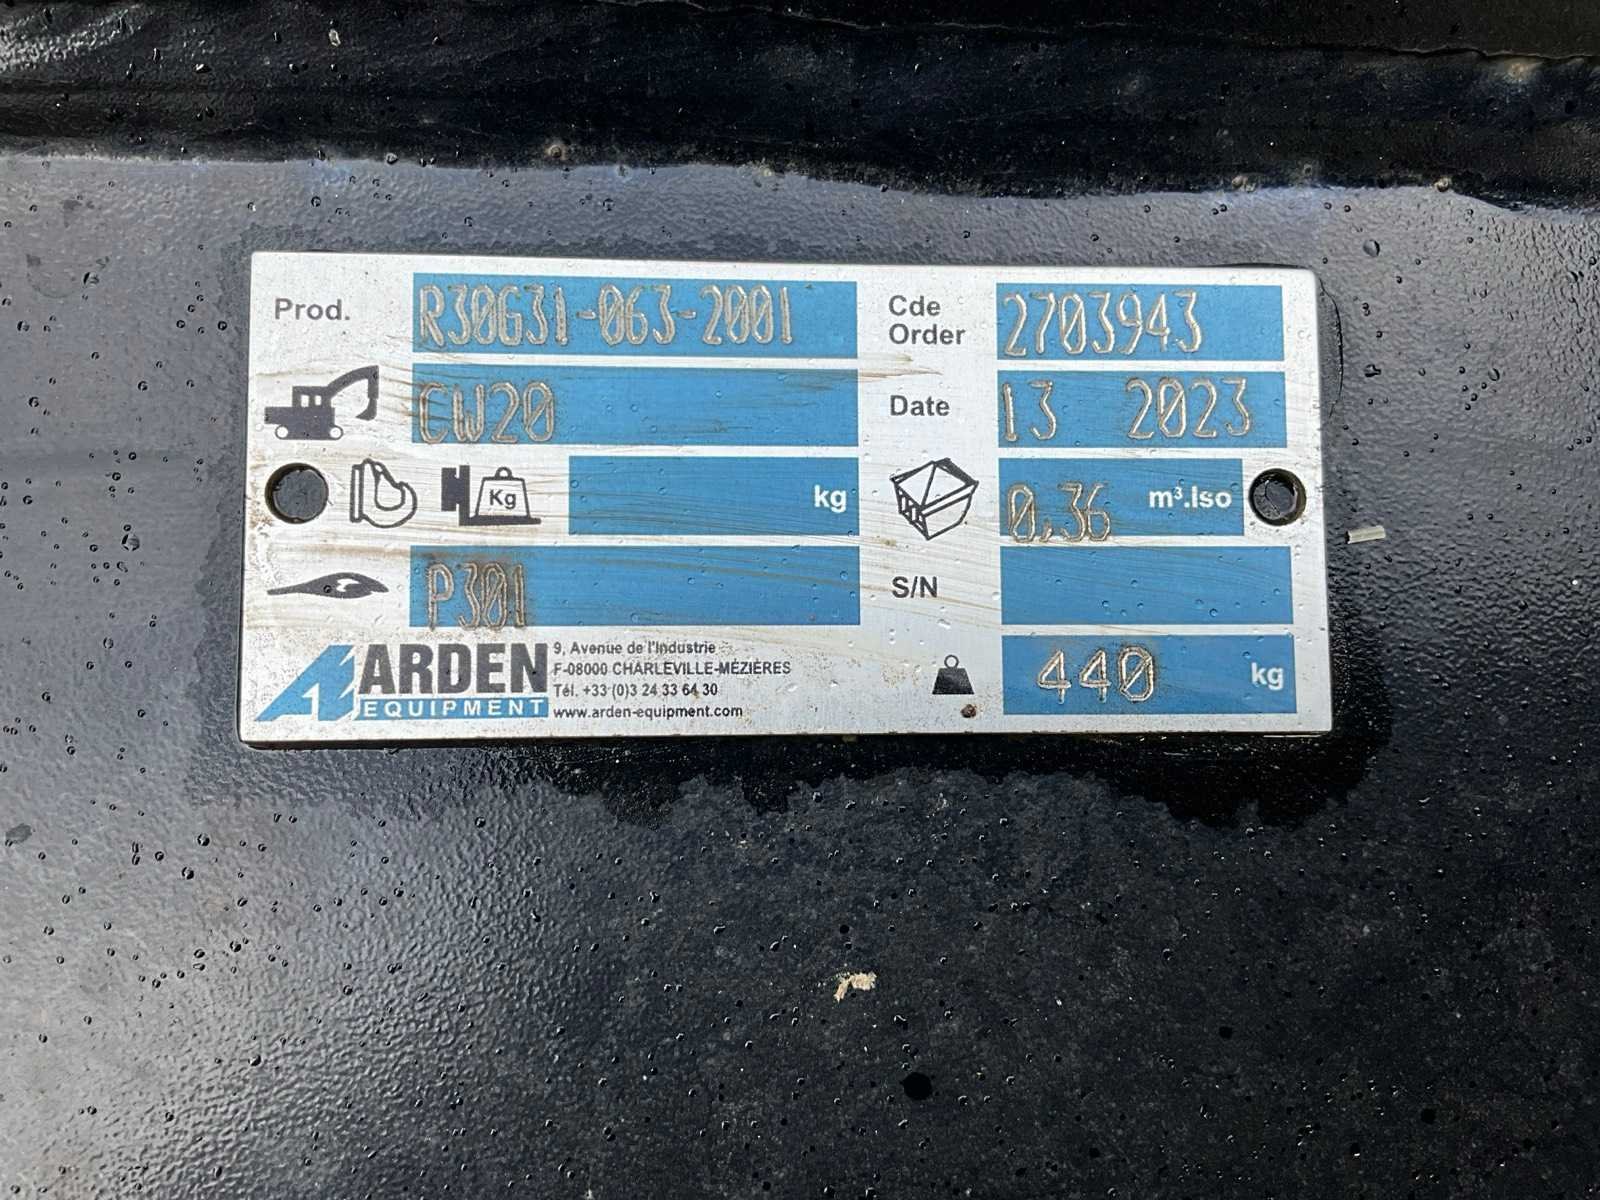 Prod. R30G31-063-2001
Cde Order 2703943
CW20
Date 13 2023
Kg kg
0,36 m³.Iso
P301
S/N
ARDEN EQUIPMENT
9, Avenue de l'Industrie
F-08000 CHARLEVILLE-MÉZIÈRES
Tél. +33 (0)3 24 33 64 30
www.arden-equipment.com
440 kg